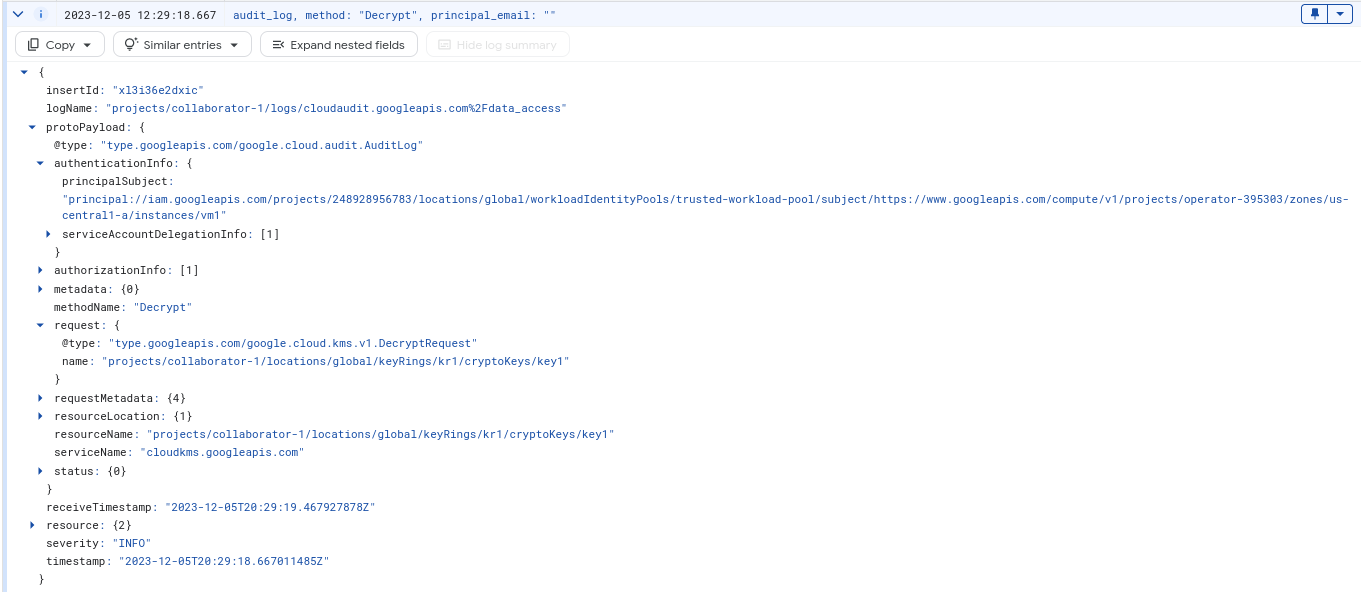 2023-12-05 12:29:18.667 audit_log, method: "Decrypt", principal_email: ""
Copy Similar entries Expand nested fields Hide log summary
{
insertId: "xl3i36e2dxic"
logName: "projects/collaborator-1/logs/cloudaudit.googleapis.com%2Fdata_access"
protoPayload: {
@type: "type.googleapis.com/google.cloud.audit.AuditLog"
authenticationInfo: {
principalSubject:
"principal://iam.googleapis.com/projects/248928956783/locations/global/workloadIdentityPools/trusted-workload-pool/subject/https://www.googleapis.com/compute/v1/projects/operator-395303/zones/us-
central1-a/instances/vm1"
serviceAccountDelegationInfo: [1]
}
authorizationInfo: [1]
metadata: {0}
methodName: "Decrypt"
request: {
@type: "type.googleapis.com/google.cloud.kms.v1.DecryptRequest"
name: "projects/collaborator-1/locations/global/keyRings/kr1/cryptoKeys/key1"
}
requestMetadata: {4}
resourceLocation: {1}
resourceName: "projects/collaborator-1/locations/global/keyRings/kr1/cryptoKeys/key1"
serviceName: "cloudkms.googleapis.com"
status: {0}
}
receiveTimestamp: "2023-12-05T20:29:19.467927878Z"
resource: {2}
severity: "INFO"
timestamp: "2023-12-05T20:29:18.667011485Z"
}